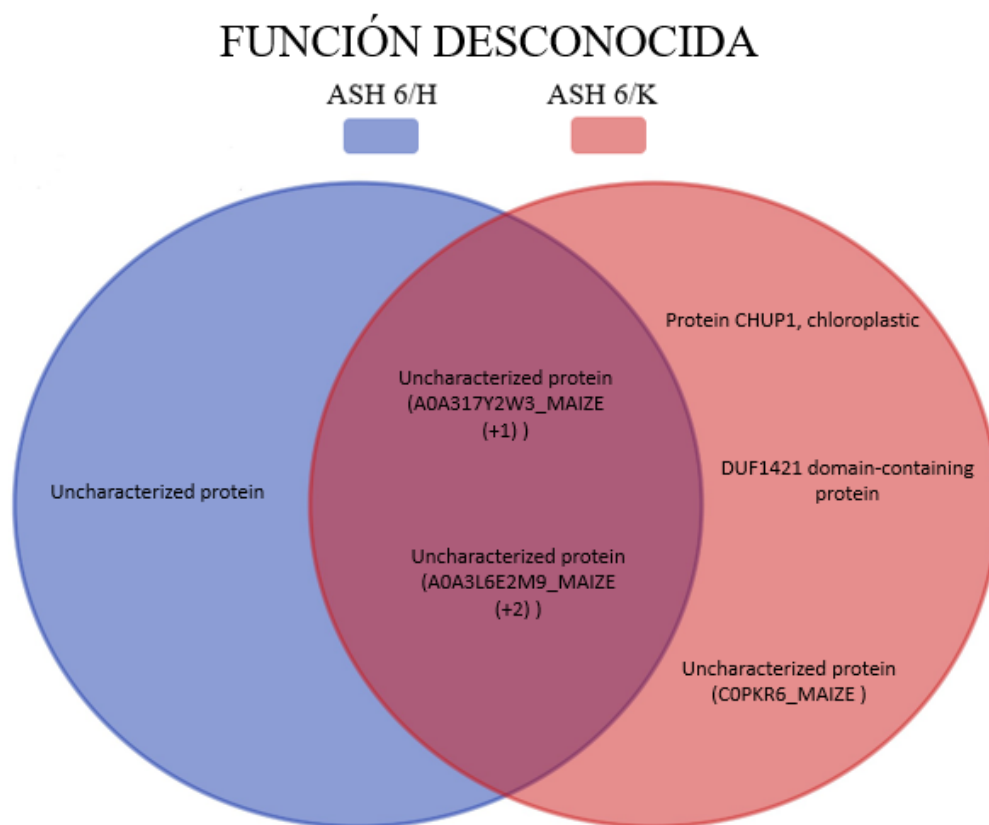 FUNCIÓN DESCONOCIDA
ASH 6/H
ASH 6/K
Protein CHUP1, chloroplastic
Uncharacterized protein
(A0A317Y2W3_MAIZE
(+1) )
DUF1421 domain-containing
protein
Uncharacterized protein
Uncharacterized protein
(A0A3L6E2M9_MAIZE
(+2) )
Uncharacterized protein
(C0PKR6_MAIZE )